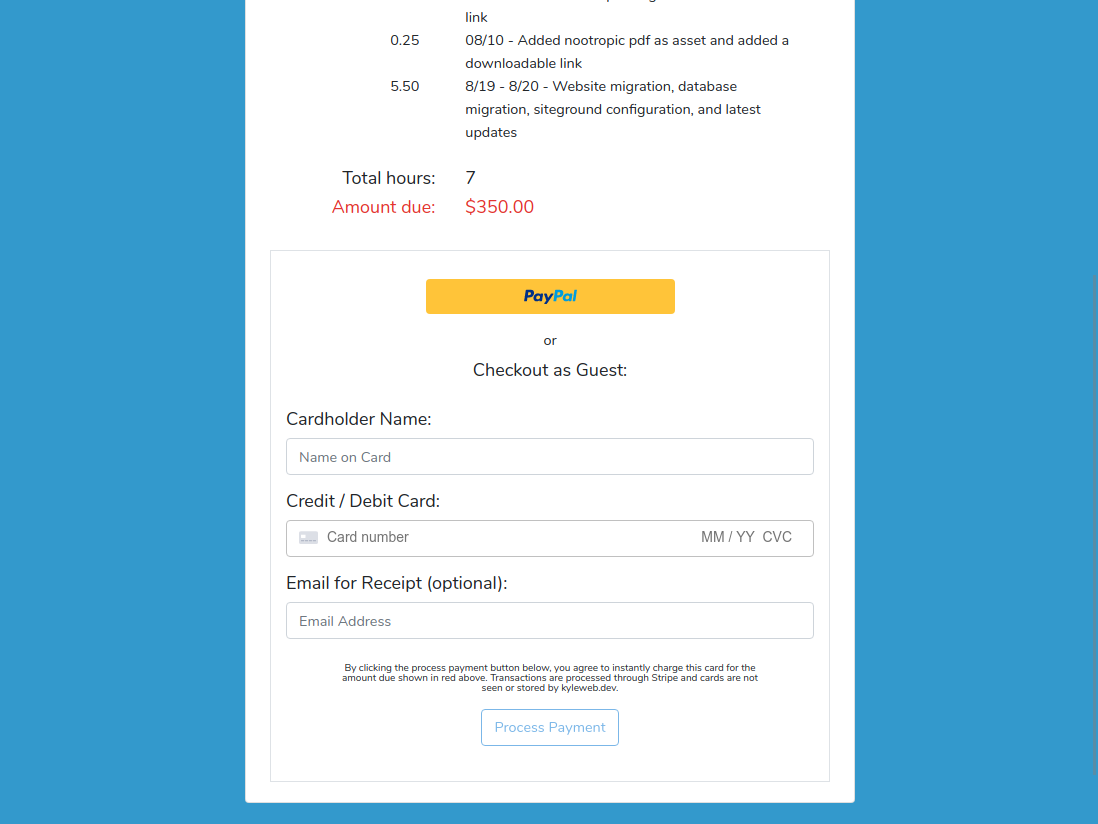 link
0.25 08/10 - Added nootropic pdf as asset and added a
downloadable link
5.50 8/19 - 8/20 - Website migration, database
migration, siteground configuration, and latest
updates
Total hours: 7
Amount due: $350.00
PayPal
or
Checkout as Guest:
Cardholder Name:
Name on Card
Credit / Debit Card:
Card number MM / YY CVC
Email for Receipt (optional):
Email Address
By clicking the process payment button below, you agree to instantly charge this card for the
amount due shown in red above. Transactions are processed through Stripe and cards are not
seen or stored by kyleweb.dev.
Process Payment